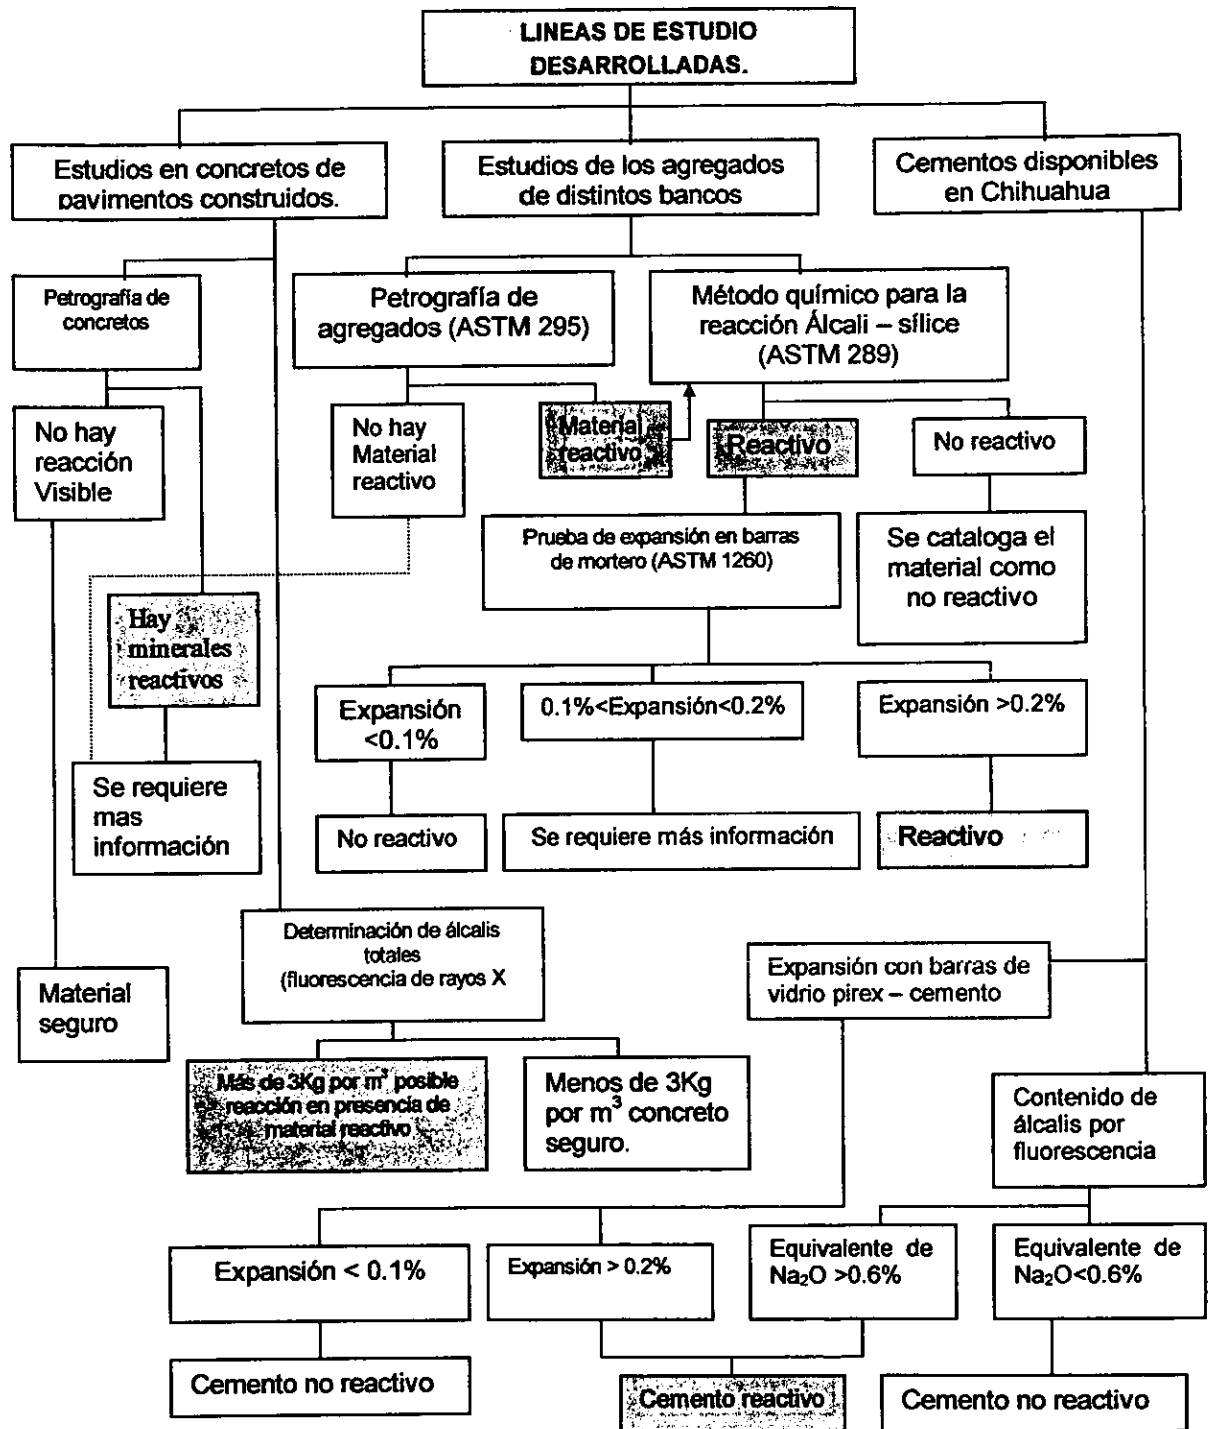 LINEAS DE ESTUDIO
DESARROLLADAS.
Estudios en concretos de
pavimentos construidos.
Estudios de los agregados
de distintos bancos
Cementos disponibles
en Chihuahua
Petrografía de
concretos
Petrografía de
agregados (ASTM 295)
Método químico para la
reacción Álcali – sílice
(ASTM 289)
No hay
reacción
Visible
No hay
Material
reactivo
Material
reactivo
Reactivo
No reactivo
Prueba de expansión en barras
de mortero (ASTM 1260)
Se cataloga el
material como
no reactivo
Hay
minerales
reactivos
Expansión
<0.1%
0.1%<Expansión<0.2%
Expansión >0.2%
Se requiere
mas
información
No reactivo
Se requiere más información
Reactivo
Determinación de álcalis
totales
(fluorescencia de rayos X
Expansión con barras de
vidrio pirex – cemento
Material
seguro
Más de 3Kg por m³ posible
reacción en presencia de
material reactivo
Menos de 3Kg
por m³ concreto
seguro.
Contenido de
álcalis por
fluorescencia
Expansión < 0.1%
Expansión > 0.2%
Equivalente de
Na₂O >0.6%
Equivalente de
Na₂O<0.6%
Cemento no reactivo
Cemento reactivo
Cemento no reactivo